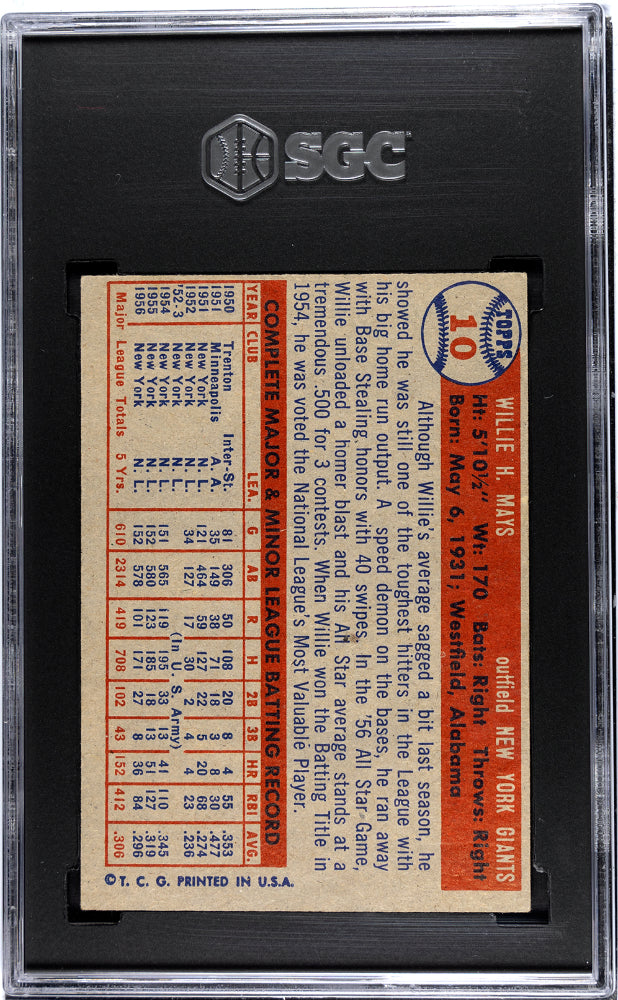 SGC
TOPPS
10
WILLIE H. MAYS outfield NEW YORK GIANTS
Ht: 5'10½" Wt: 170 Bats: Right Throws: Right
Born: May 6, 1931; Westfield, Alabama
Although Willie's average sagged a bit last season, he
showed he was still one of the toughest hitters in the League with
his big home run output. A speed demon on the bases, he ran away
with Base Stealing honors with 40 swipes. In the '56 All Star Game,
Willie unloaded a homer blast and his All Star average stands at a
tremendous .500 for 3 contests. When Willie won the Batting Title in
1954, he was voted the National League's Most Valuable Player.
COMPLETE MAJOR & MINOR LEAGUE BATTING RECORD
YEAR CLUB LEA. G AB R H 2B 3B HR RBI AVG.
1950 Trenton Inter-St. 81 306 50 108 20 8 4 55 .353
1951 Minneapolis A. A. 35 149 38 71 18 3 8 30 .477
1951 New York N. L. 121 464 59 127 22 5 20 68 .274
1952 New York N. L. 34 127 17 30 2 4 4 23 .236
'52-3 (In U. S. Army)
1954 New York N. L. 151 565 119 195 33 13 41 110 .345
1955 New York N. L. 152 580 123 185 18 13 51 127 .319
1956 New York N. L. 152 578 101 171 27 8 36 84 .296
Major League Totals 5 Yrs. 610 2314 419 708 102 43 152 412 .306
© T. C. G. PRINTED IN U.S.A.